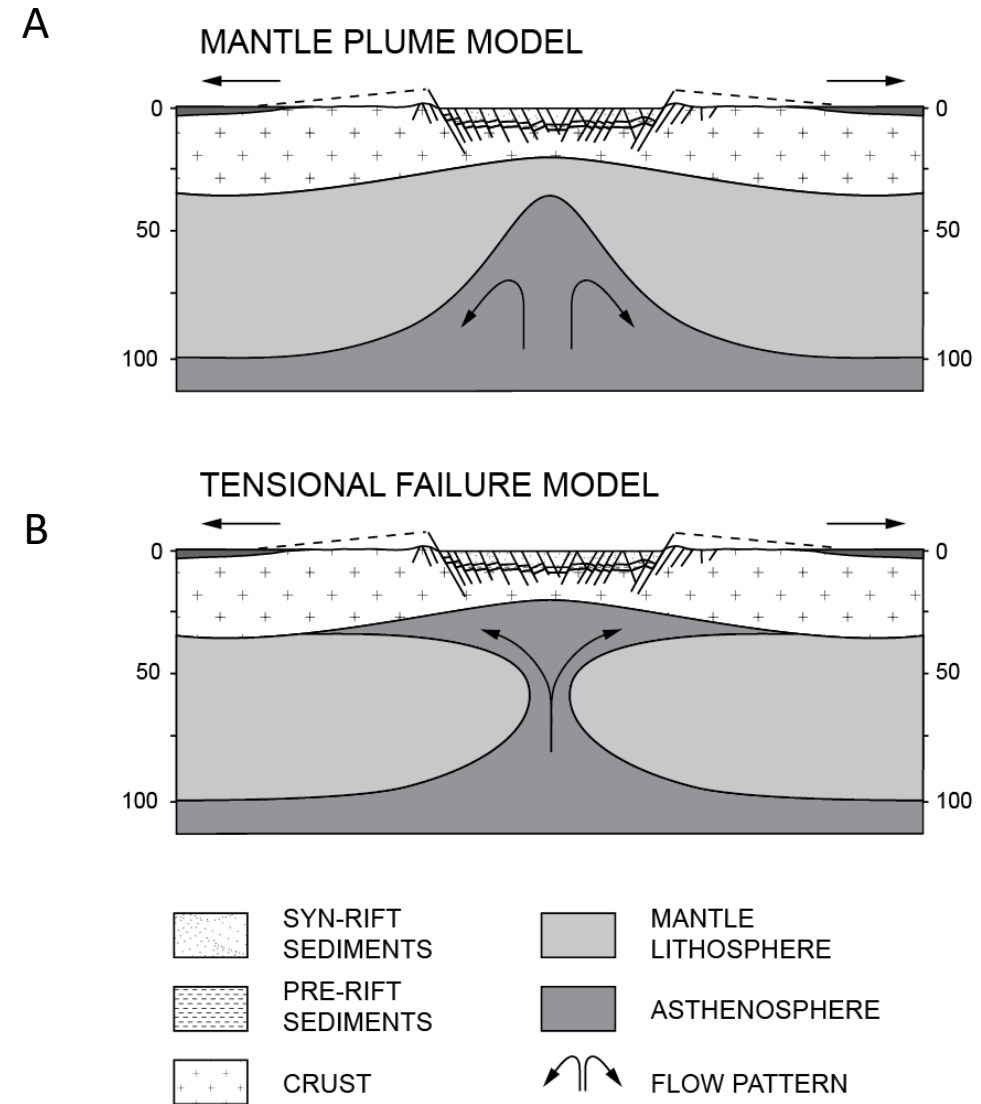 A
MANTLE PLUME MODEL
0 0
50 50
100 100
TENSIONAL FAILURE MODEL
B
0 0
50 50
100 100
SYN-RIFT
SEDIMENTS
MANTLE
LITHOSPHERE
PRE-RIFT
SEDIMENTS
ASTHENOSPHERE
CRUST
FLOW PATTERN